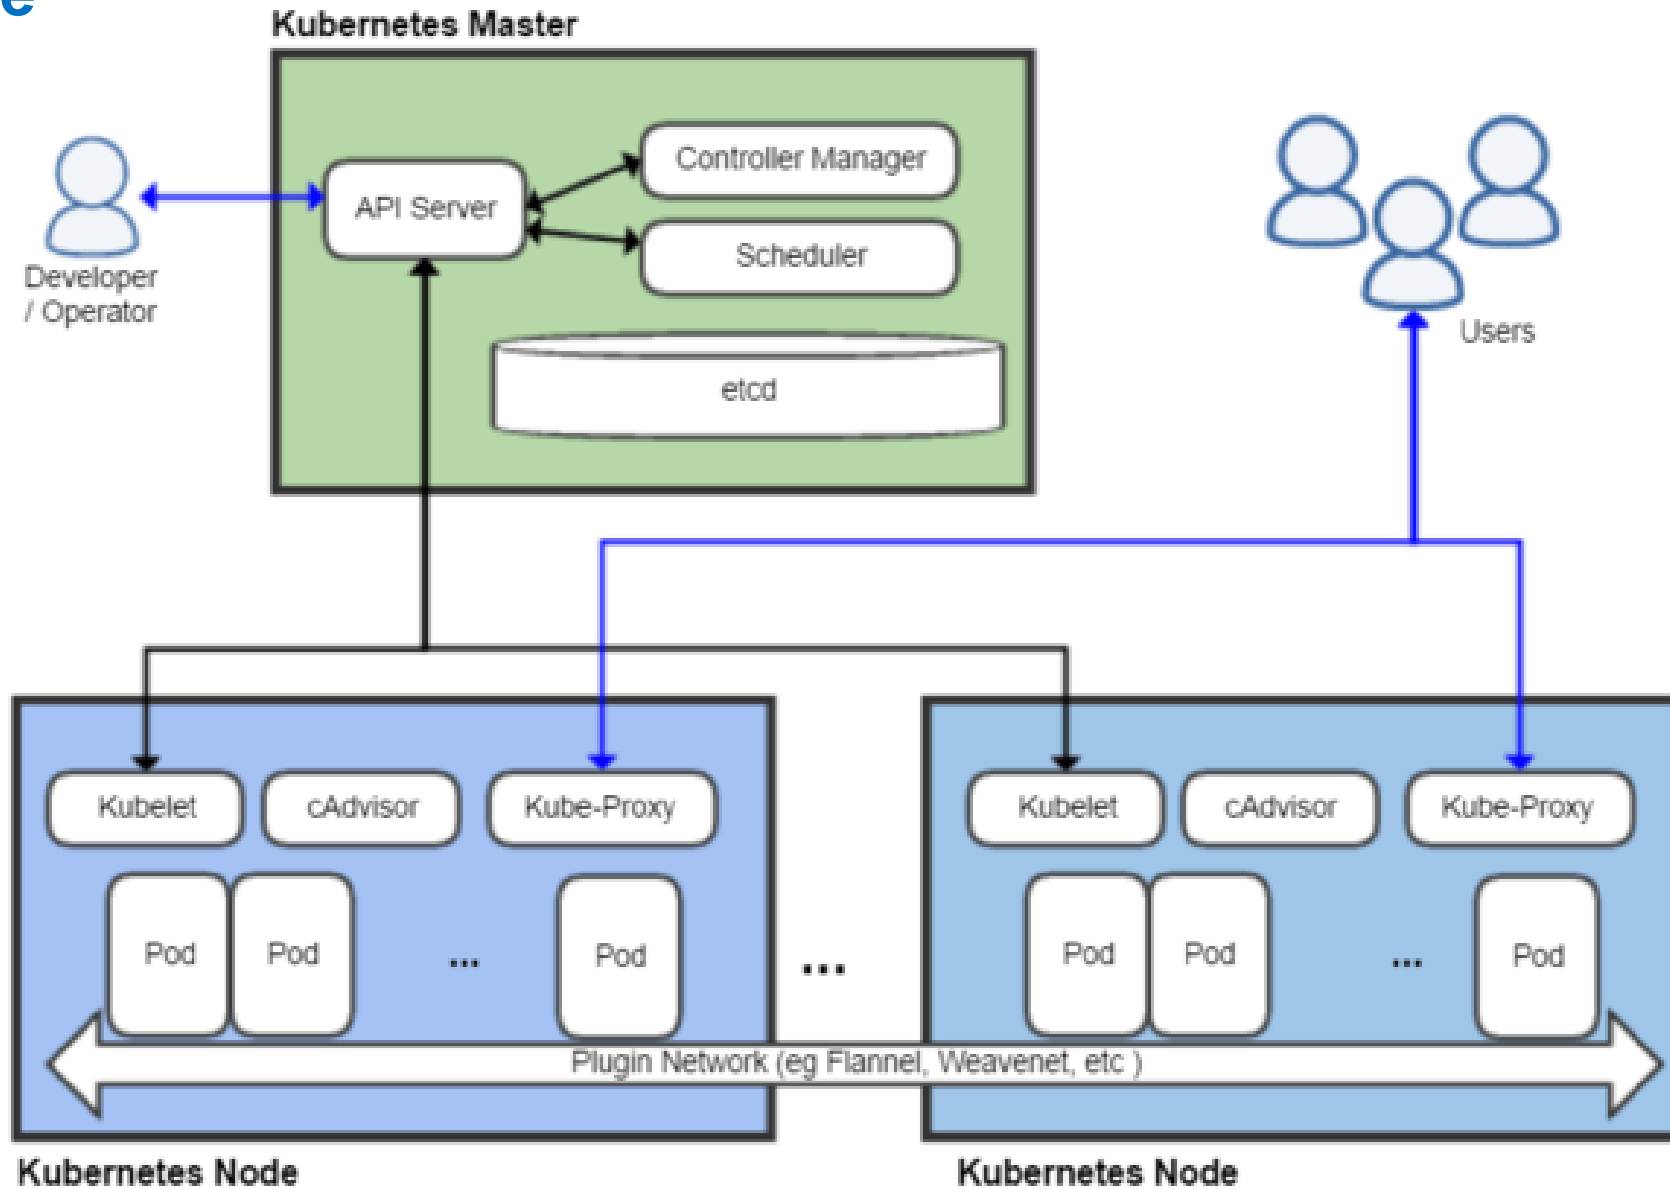 e
Kubernetes Master
Controller Manager
API Server
Scheduler
etcd
Developer
/ Operator
Users
Kubelet
cAdvisor
Kube-Proxy
Kubelet
cAdvisor
Kube-Proxy
Pod
Pod
...
Pod
...
Pod
Pod
...
Pod
Plugin Network (eg Flannel, Weavenet, etc )
Kubernetes Node
Kubernetes Node